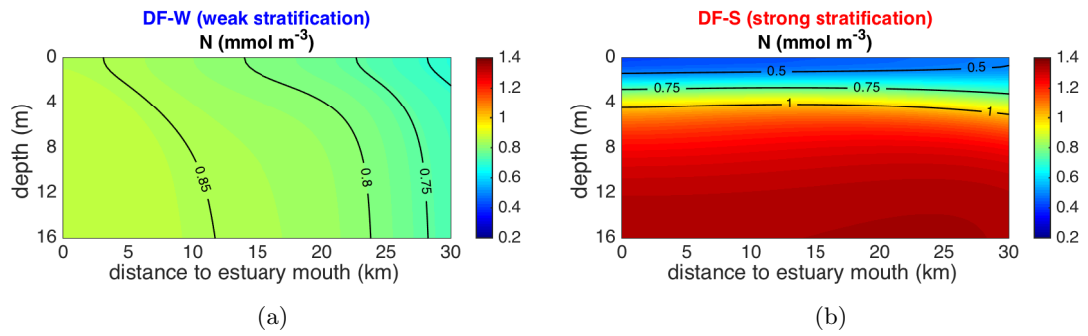 DF-W (weak stratification)
N (mmol m⁻³)
0
4
8
12
16
depth (m)
0.85
0.8
0.75
0 5 10 15 20 25 30
distance to estuary mouth (km)
1.4
1.2
1
0.8
0.6
0.4
0.2
(a)
DF-S (strong stratification)
N (mmol m⁻³)
0
4
8
12
16
depth (m)
0.5 0.5
0.75 0.75
1 1
0 5 10 15 20 25 30
distance to estuary mouth (km)
1.4
1.2
1
0.8
0.6
0.4
0.2
(b)